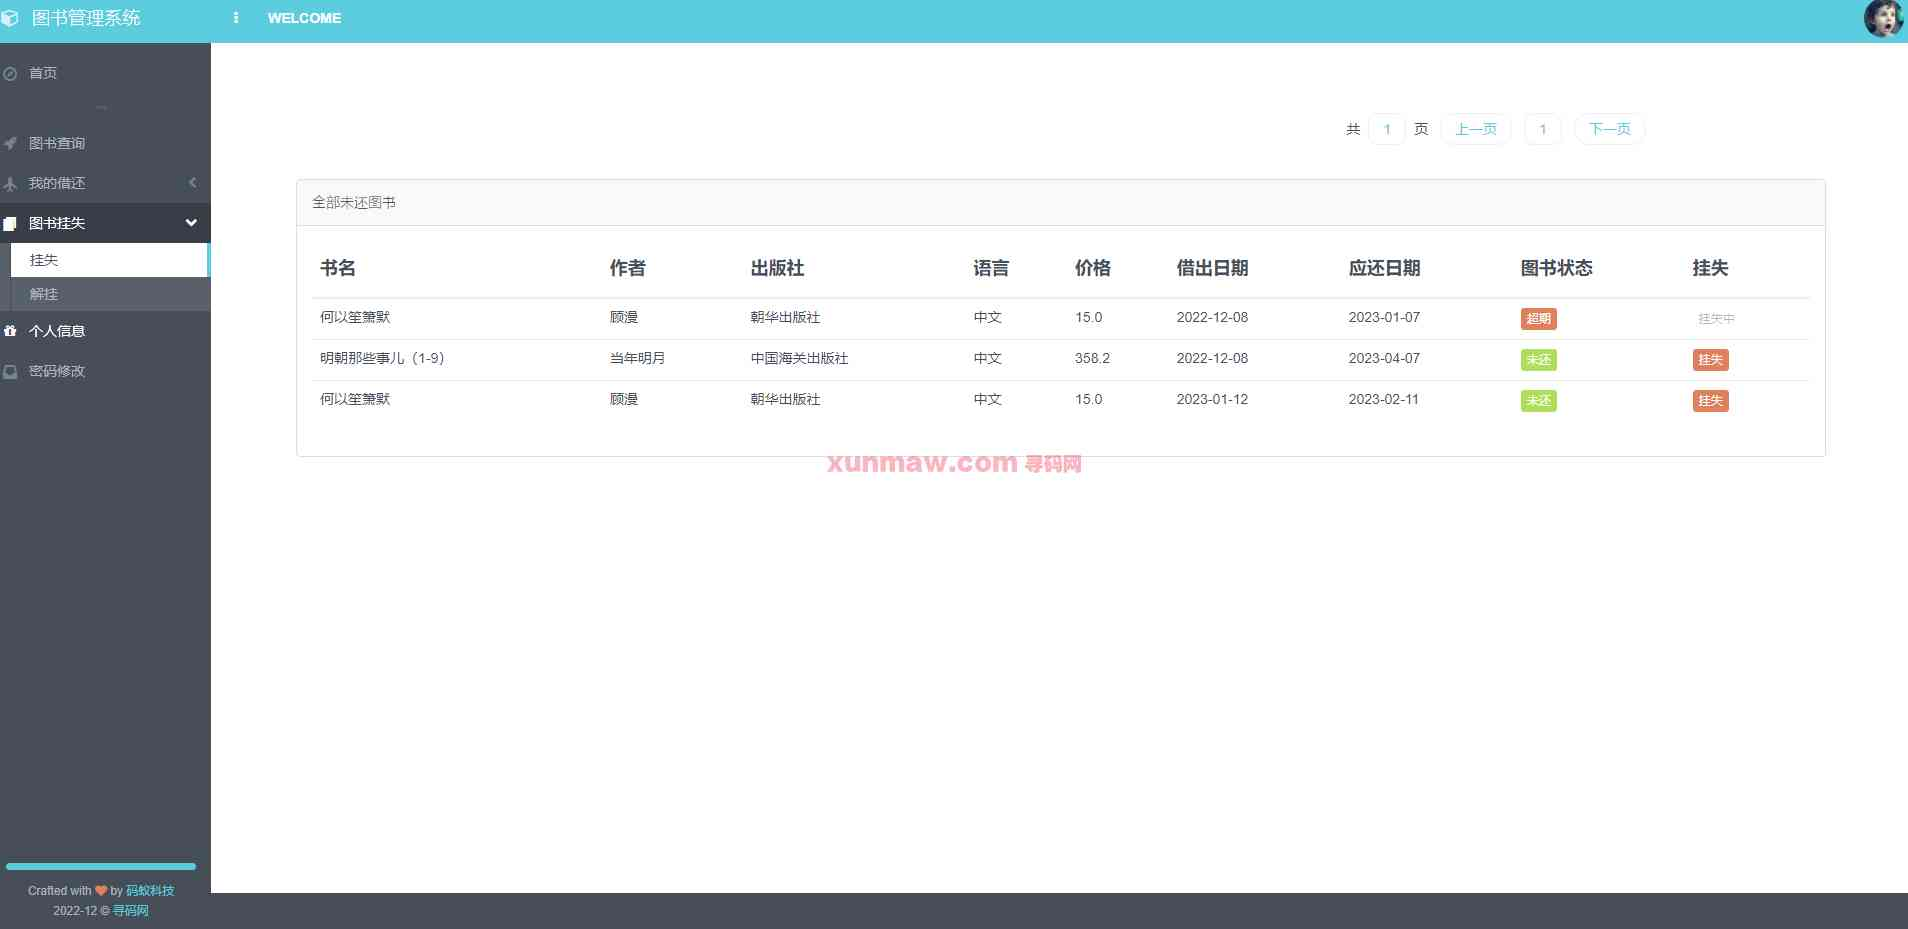 图书管理系统
WELCOME
首页
图书查询
我的借还
图书挂失
挂失
解挂
个人信息
密码修改
共 1 页 上一页 1 下一页
全部未还图书
书名 作者 出版社 语言 价格 借出日期 应还日期 图书状态 挂失
何以笙箫默 顾漫 朝华出版社 中文 15.0 2022-12-08 2023-01-07 超期 挂失中
明朝那些事儿（1-9） 当年明月 中国海关出版社 中文 358.2 2022-12-08 2023-04-07 未还 挂失
何以笙箫默 顾漫 朝华出版社 中文 15.0 2023-01-12 2023-02-11 未还 挂失
xunmaw.com 寻码网
Crafted with by 码蚁科技
2022-12 © 寻码网